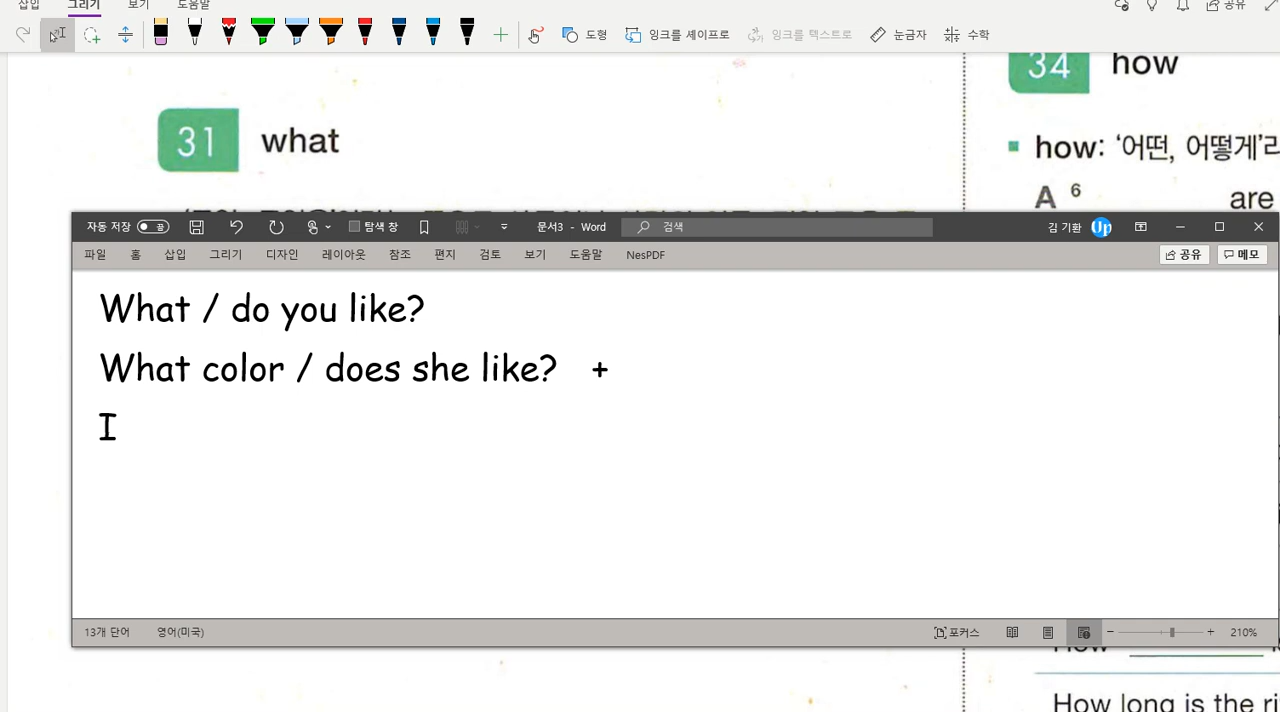 삽입 그리기 보기 도움말 공유
도형 잉크를 셰이프로 잉크를 텍스트로 눈금자 수학
31 what
34 how
how: ‘어떤, 어떻게’
A 6 are
자동 저장 끔 탐색 창 문서3 - Word 검색 김 기환 Up
파일 홈 삽입 그리기 디자인 레이아웃 참조 편지 검토 보기 도움말 NesPDF 공유 메모
What / do you like?
What color / does she like? +
I
13개 단어 영어(미국) 포커스 210%
How
How long is the ri